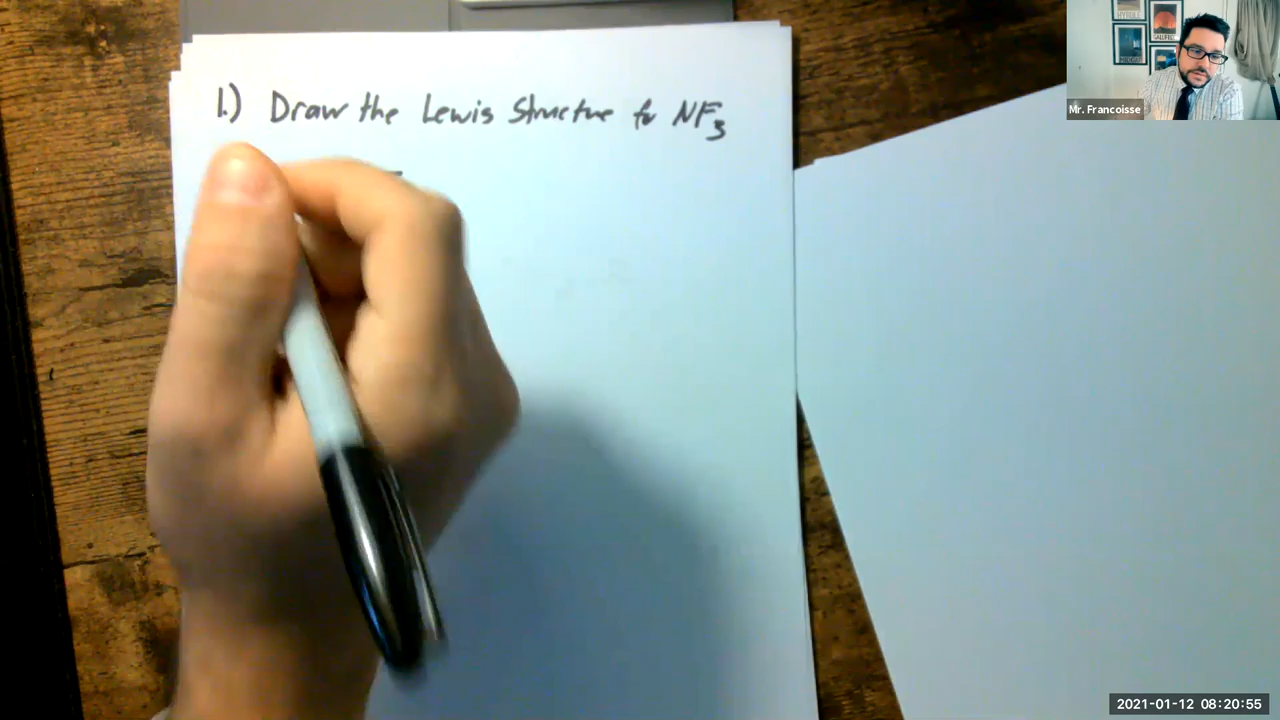 1.) Draw the Lewis Structure for NF3
Mr. Francoisse
2021-01-12 08:20:55